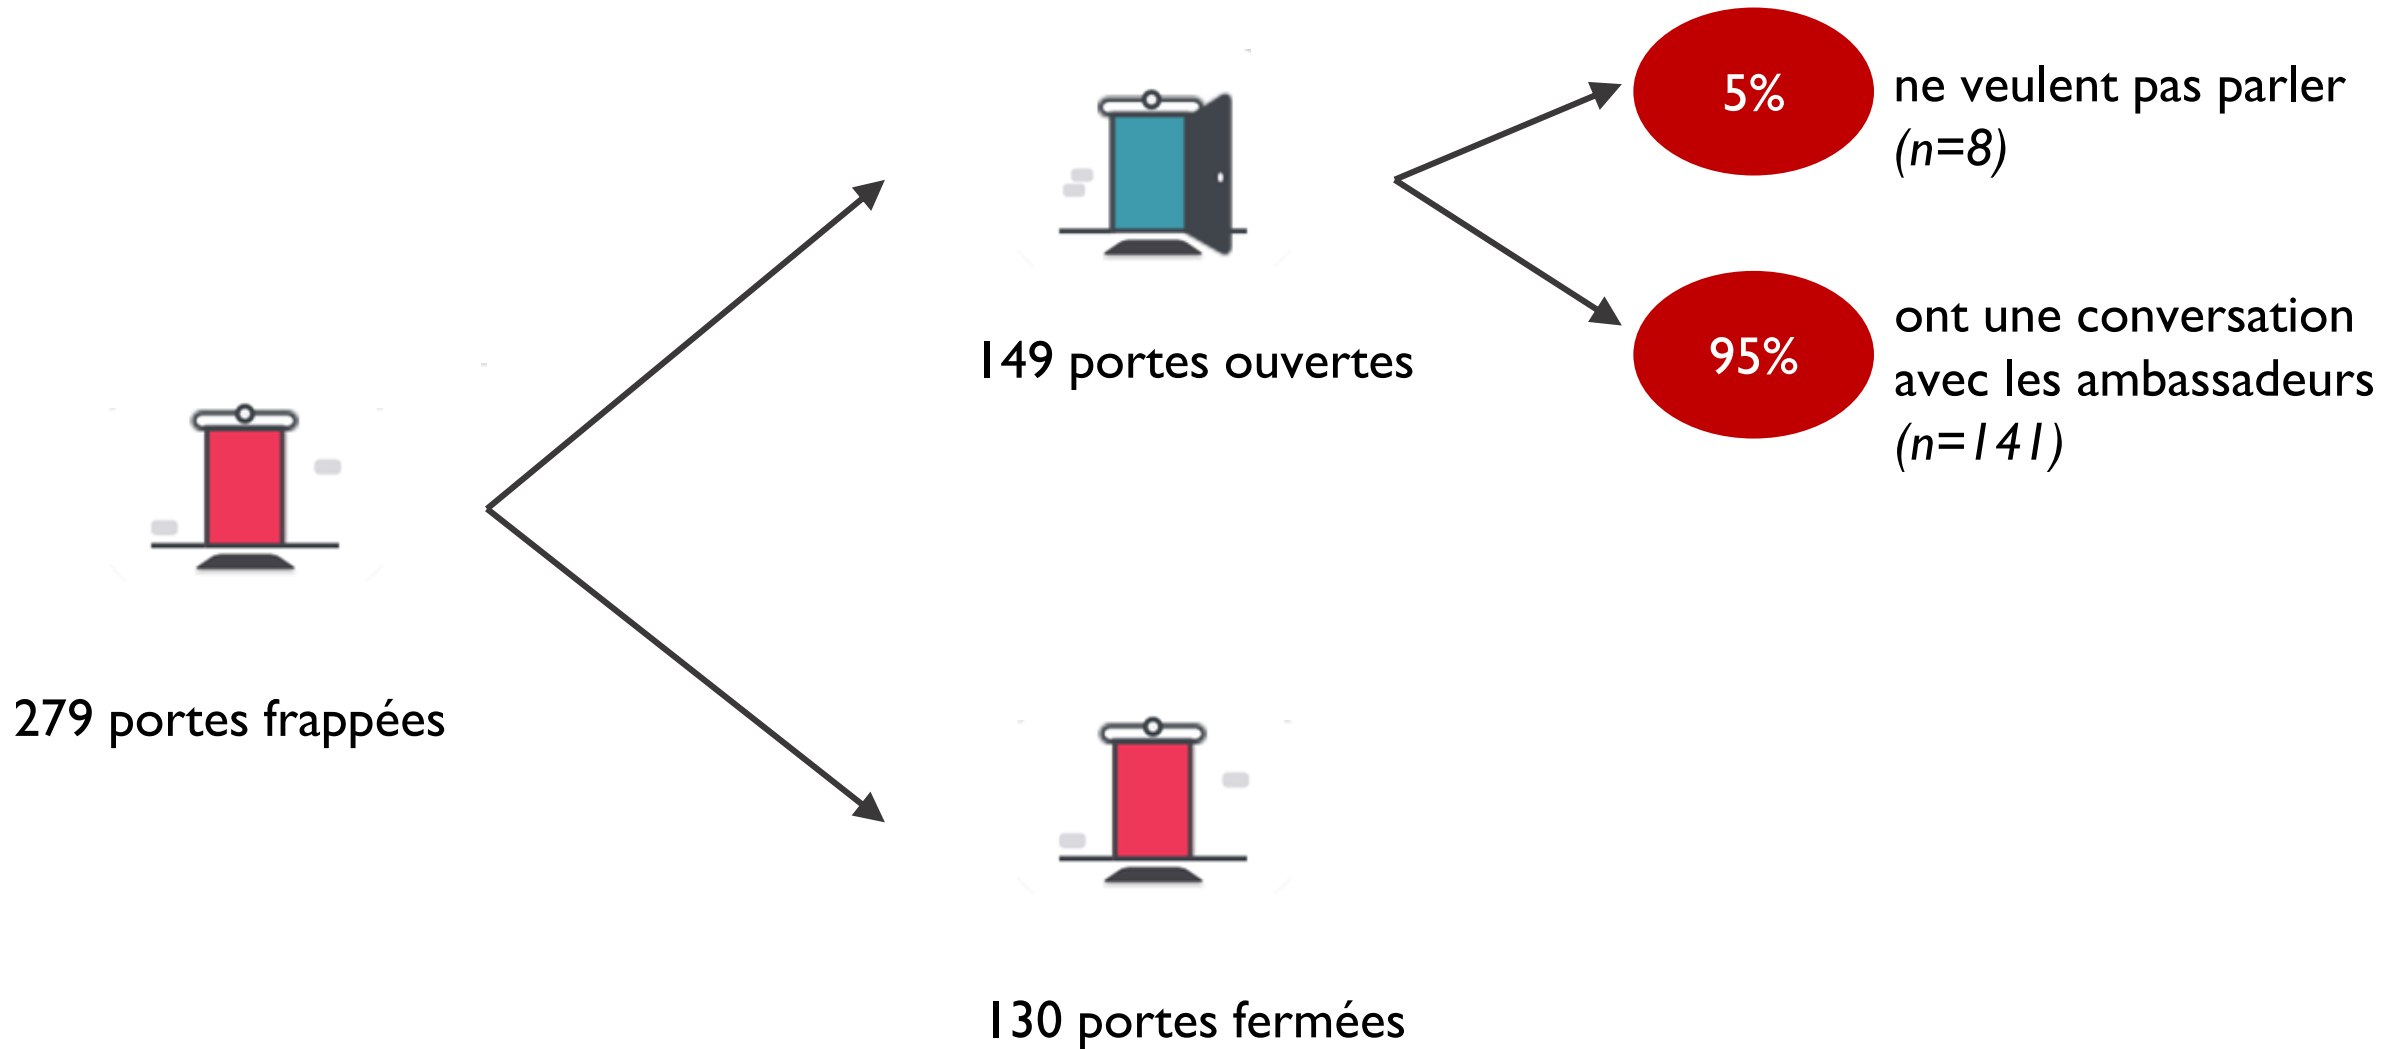 279 portes frappées
149 portes ouvertes
130 portes fermées
5%
ne veulent pas parler
(n=8)
95%
ont une conversation
avec les ambassadeurs
(n=141)